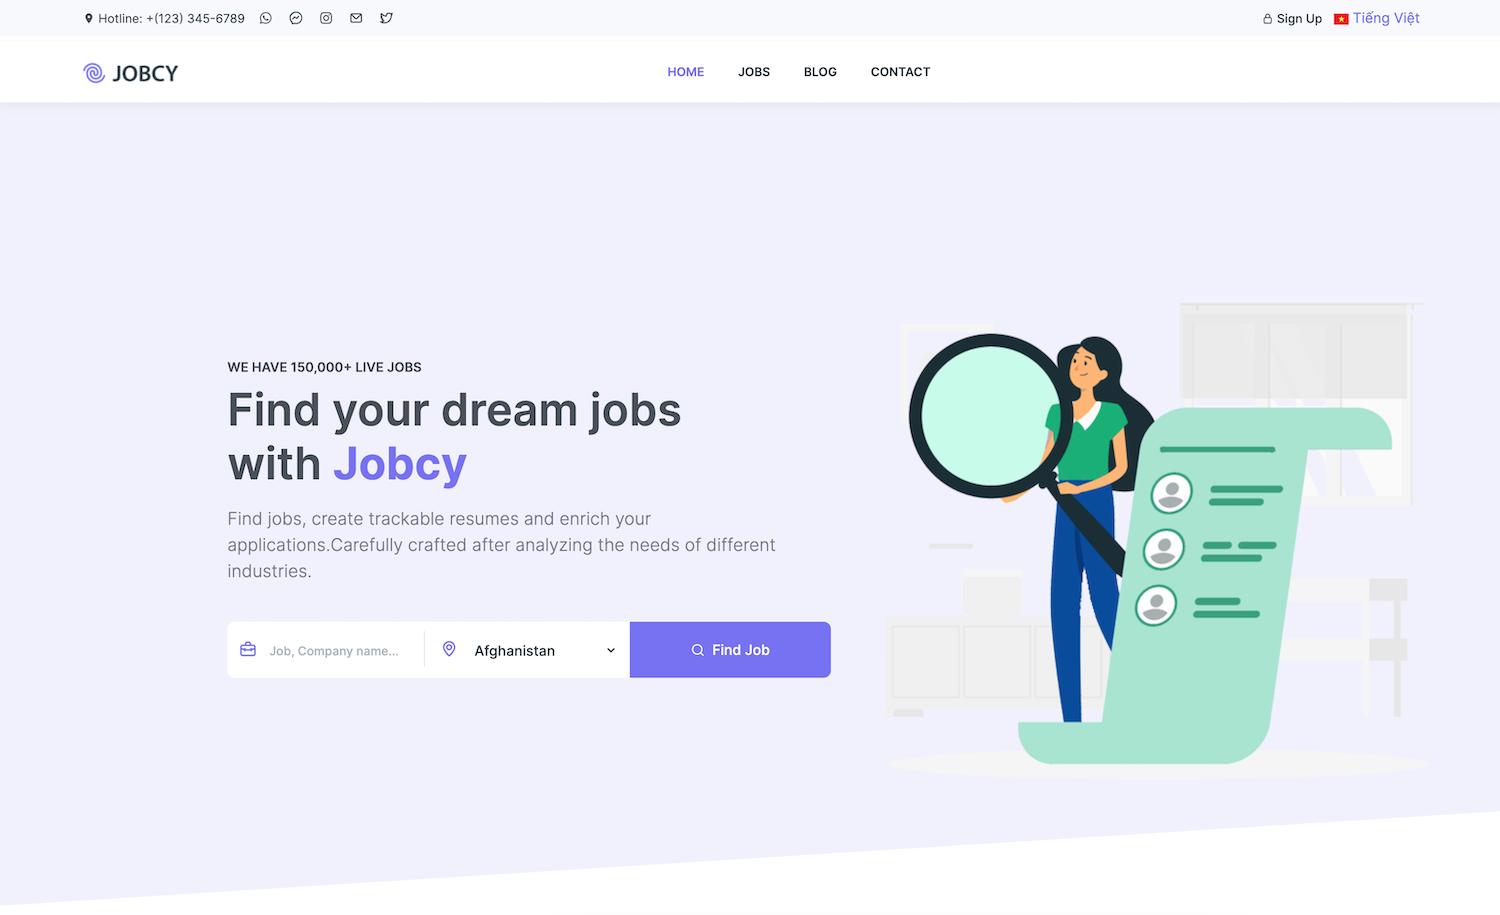 Hotline: +(123) 345-6789
Sign Up
Tiếng Việt
JOBCY
HOME
JOBS
BLOG
CONTACT
WE HAVE 150,000+ LIVE JOBS
Find your dream jobs
with Jobcy
Find jobs, create trackable resumes and enrich your
applications.Carefully crafted after analyzing the needs of different
industries.
Job, Company name...
Afghanistan
Find Job